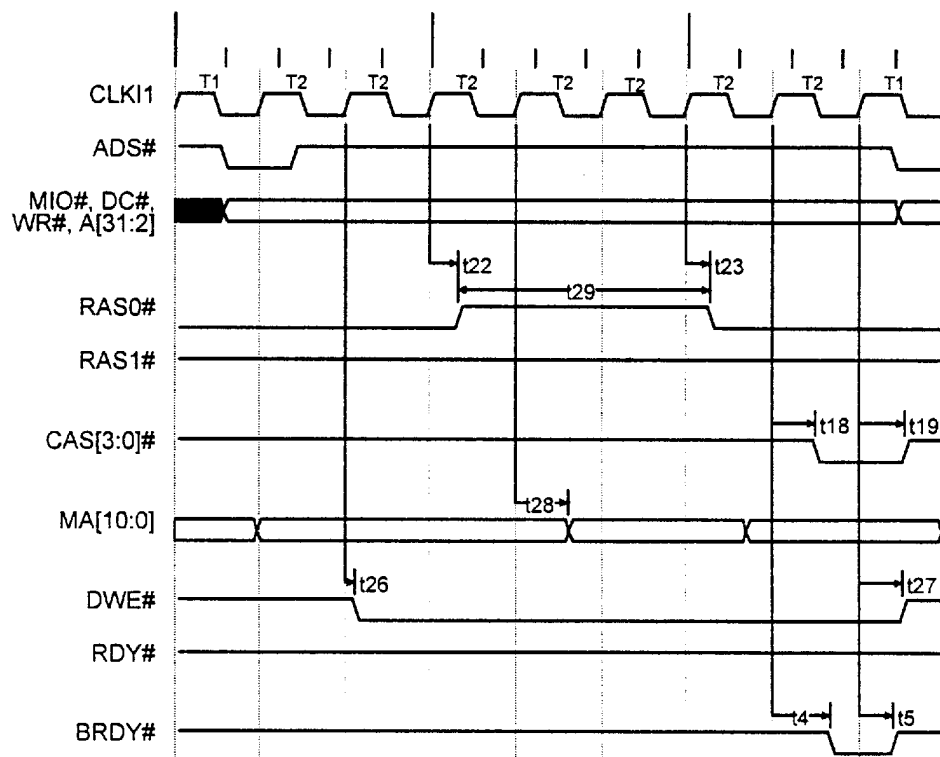 T1 T2 T2 T2 T2 T2 T2 T2 T1
CLKI1
ADS#
MIO#, DC#,
WR#, A[31:2]
t22 t23
t29
RAS0#
RAS1#
t18 t19
CAS[3:0]#
t28
MA[10:0]
t26 t27
DWE#
RDY#
t4 t5
BRDY#